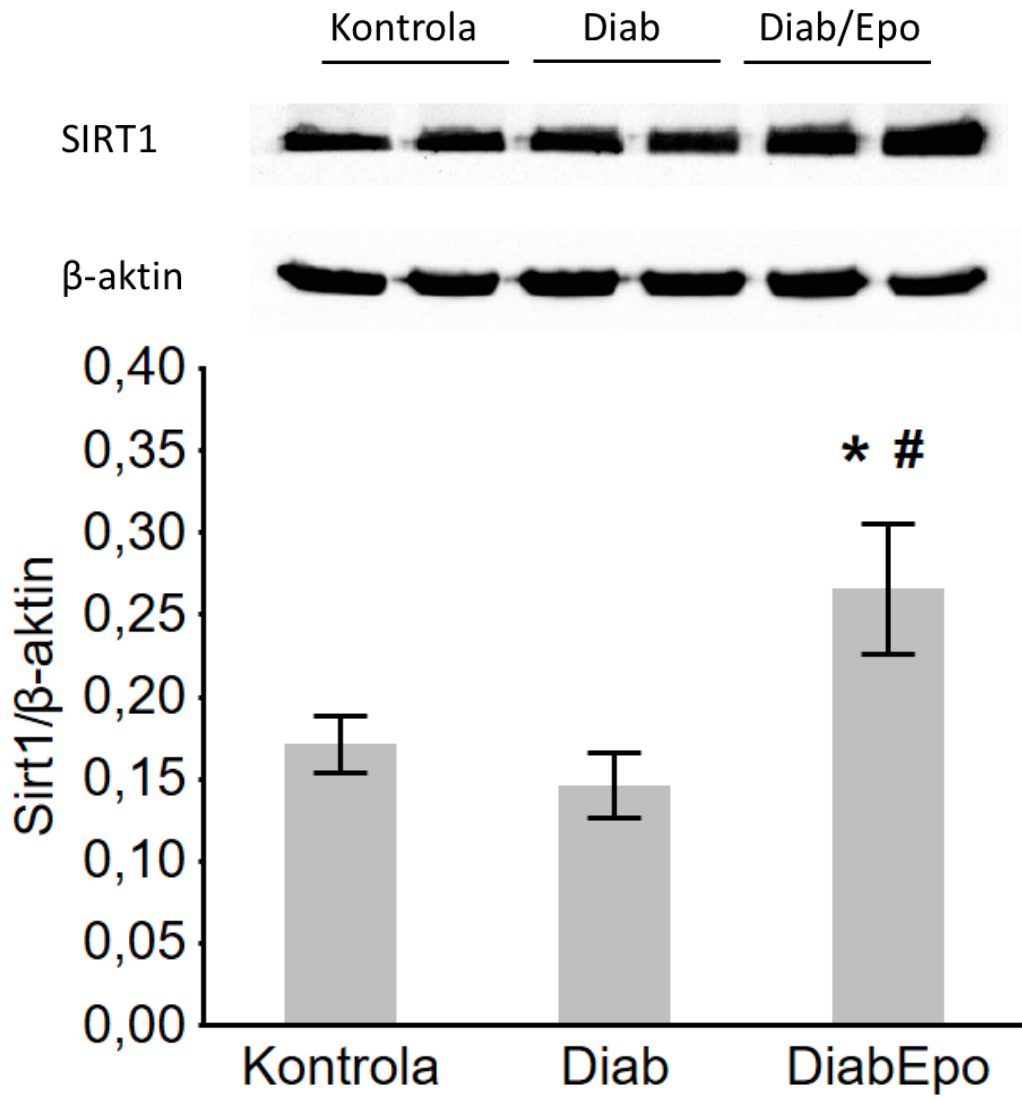 Kontrola Diab Diab/Epo
SIRT1
β-aktin
0,40
0,35
* #
0,30
0,25
0,20
0,15
0,10
0,05
0,00
Sirt1/β-aktin
Kontrola Diab DiabEpo